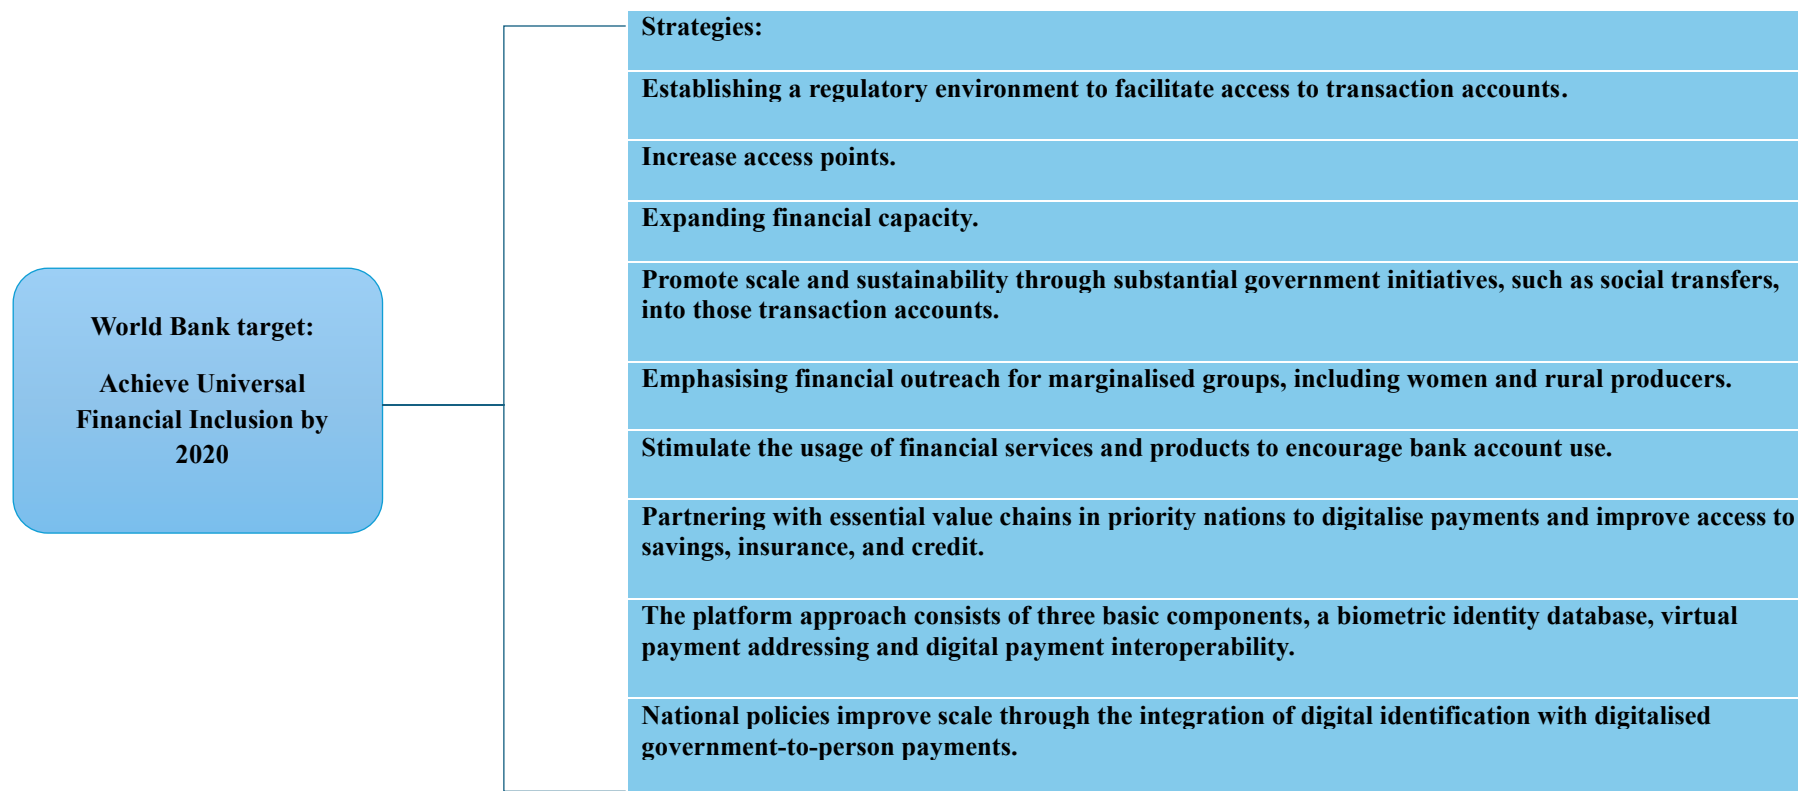 World Bank target:
Achieve Universal
Financial Inclusion by
2020
Strategies:
Establishing a regulatory environment to facilitate access to transaction accounts.
Increase access points.
Expanding financial capacity.
Promote scale and sustainability through substantial government initiatives, such as social transfers,
into those transaction accounts.
Emphasising financial outreach for marginalised groups, including women and rural producers.
Stimulate the usage of financial services and products to encourage bank account use.
Partnering with essential value chains in priority nations to digitalise payments and improve access to
savings, insurance, and credit.
The platform approach consists of three basic components, a biometric identity database, virtual
payment addressing and digital payment interoperability.
National policies improve scale through the integration of digital identification with digitalised
government-to-person payments.